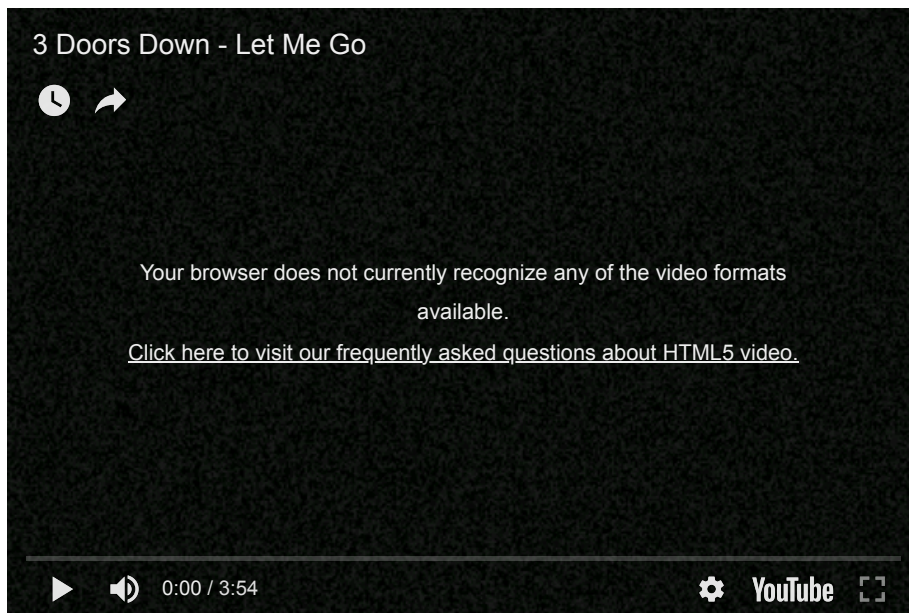 3 Doors Down - Let Me Go
Your browser does not currently recognize any of the video formats
available.
Click here to visit our frequently asked questions about HTML5 video.
0:00 / 3:54
YouTube